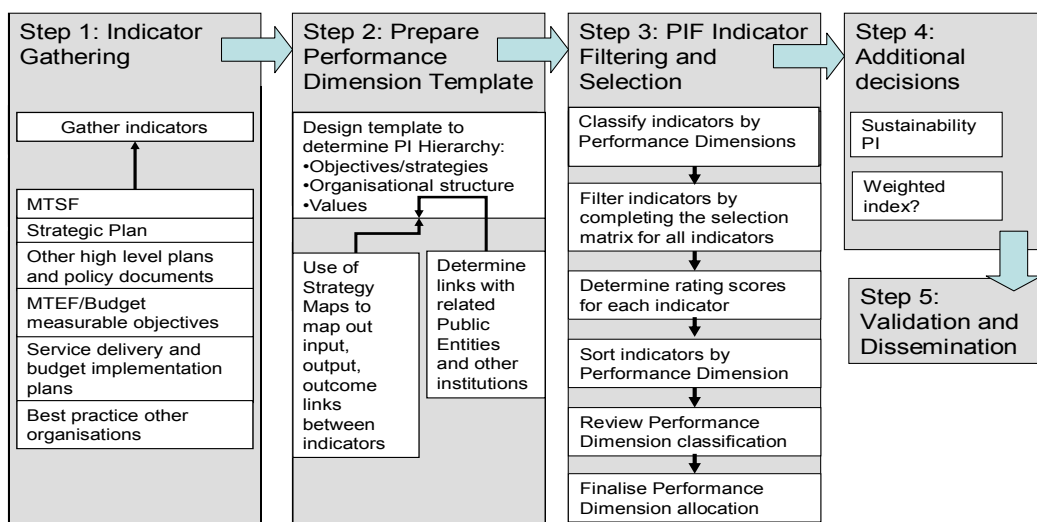 Step 1: Indicator
Gathering
Gather indicators
MTSF
Strategic Plan
Other high level plans
and policy documents
MTEF/Budget
measurable objectives
Service delivery and
budget implementation
plans
Best practice other
organisations
Step 2: Prepare
Performance
Dimension Template
Design template to
determine PI Hierarchy:
•Objectives/strategies
•Organisational structure
•Values
Use of
Strategy
Maps to
map out
input,
output,
outcome
links
between
indicators
Determine
links with
related
Public
Entities
and other
institutions
Step 3: PIF Indicator
Filtering and
Selection
Classify indicators by
Performance Dimensions
Filter indicators by
completing the selection
matrix for all indicators
Determine rating scores
for each indicator
Sort indicators by
Performance Dimension
Review Performance
Dimension classification
Finalise Performance
Dimension allocation
Step 4:
Additional
decisions
Sustainability
PI
Weighted
index?
Step 5:
Validation and
Dissemination